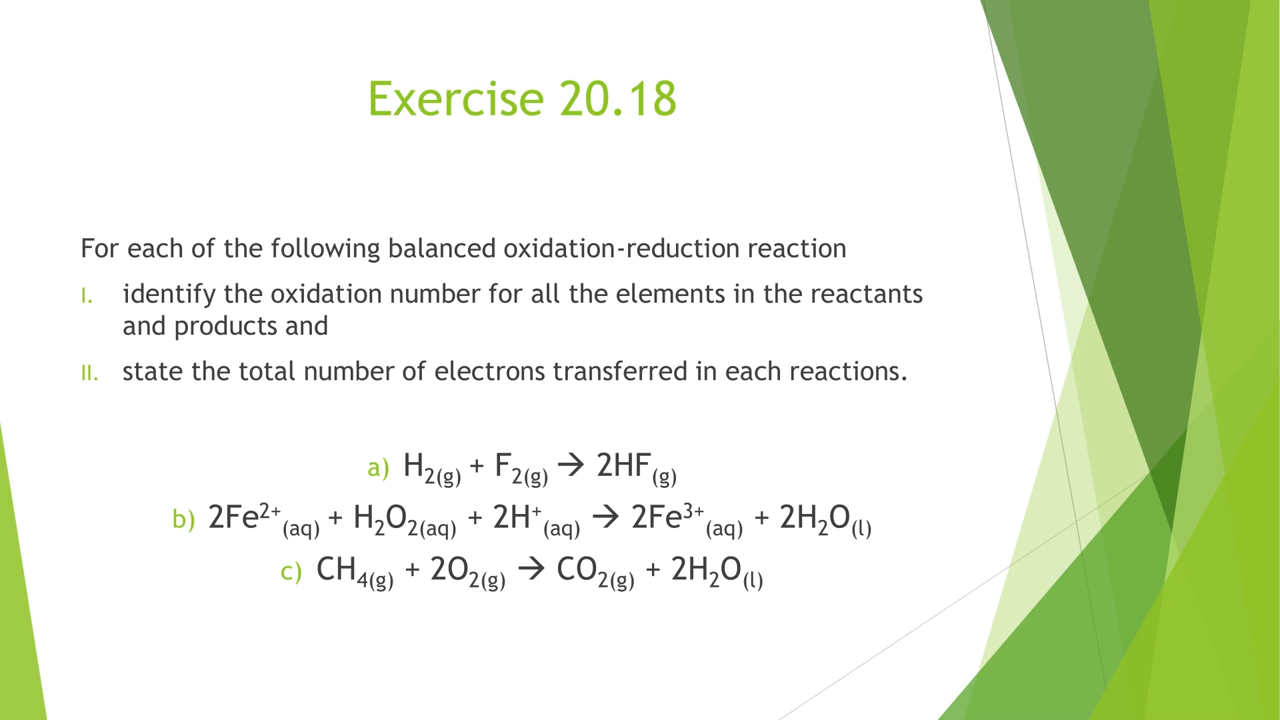 Exercise 20.18
For each of the following balanced oxidation-reduction reaction
I. identify the oxidation number for all the elements in the reactants
and products and
II. state the total number of electrons transferred in each reactions.
a) H₂₍g₎ + F₂₍g₎ → 2HF₍g₎
b) 2Fe²⁺₍aq₎ + H₂O₂₍aq₎ + 2H⁺₍aq₎ → 2Fe³⁺₍aq₎ + 2H₂O₍l₎
c) CH₄₍g₎ + 2O₂₍g₎ → CO₂₍g₎ + 2H₂O₍l₎